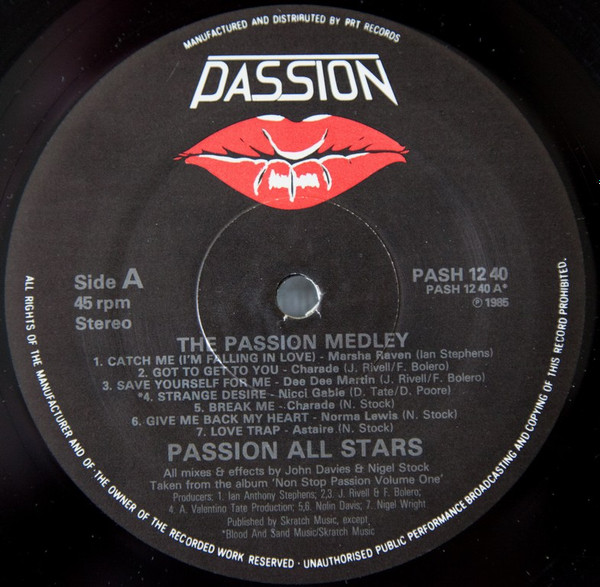 MANUFACTURED AND DISTRIBUTED BY PRT RECORDS
PASSION
Side A
45 rpm
Stereo
PASH 12 40
PASH 12 40 A*
℗ 1985
THE PASSION MEDLEY
1. CATCH ME (I'M FALLING IN LOVE) - Marsha Raven (Ian Stephens)
2. GOT TO GET TO YOU - Charade (J. Rivell/F. Bolero)
3. SAVE YOURSELF FOR ME - Dee Dee Martin (J. Rivell/F. Bolero)
*4. STRANGE DESIRE - Nicci Gable (D. Tate/D. Poore)
5. BREAK ME - Charade (N. Stock)
6. GIVE ME BACK MY HEART - Norma Lewis (N. Stock)
7. LOVE TRAP - Astaire (N. Stock)
PASSION ALL STARS
All mixes & effects by John Davies & Nigel Stock
Taken from the album 'Non Stop Passion Volume One'
Producers: 1. Ian Anthony Stephens; 2,3. J. Rivell & F. Bolero;
4. A. Valentino Tate Production; 5,6. Nolin Davis; 7. Nigel Wright
Published by Skratch Music, except
*Blood And Sand Music/Skratch Music
ALL RIGHTS OF THE MANUFACTURER AND OF THE OWNER OF THE RECORDED WORK RESERVED · UNAUTHORISED PUBLIC PERFORMANCE BROADCASTING AND COPYING OF THIS RECORD PROHIBITED.